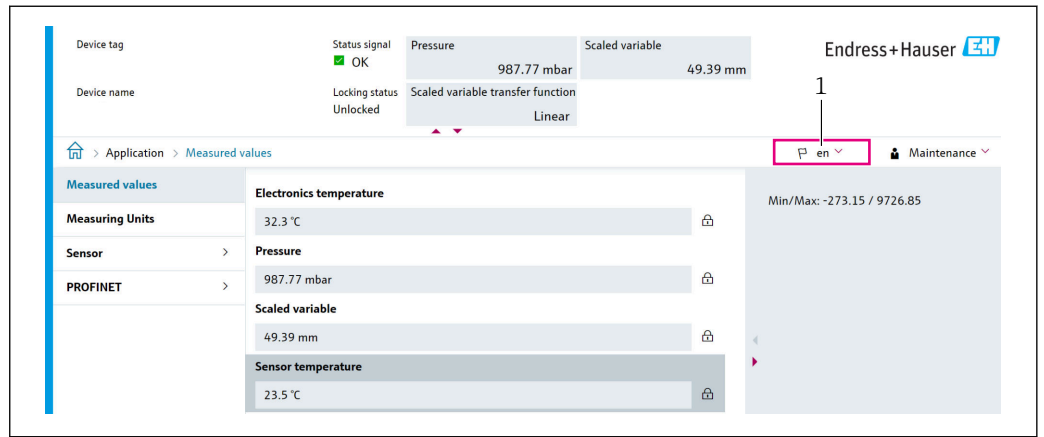 Device tag
Status signal
OK
Pressure
987.77 mbar
Scaled variable
49.39 mm
Endress+Hauser EH
Device name
Locking status
Unlocked
Scaled variable transfer function
Linear
1
> Application > Measured values
en
Maintenance
Measured values
Measuring Units
Sensor >
PROFINET >
Electronics temperature
32.3 °C
Pressure
987.77 mbar
Scaled variable
49.39 mm
Sensor temperature
23.5 °C
Min/Max: -273.15 / 9726.85